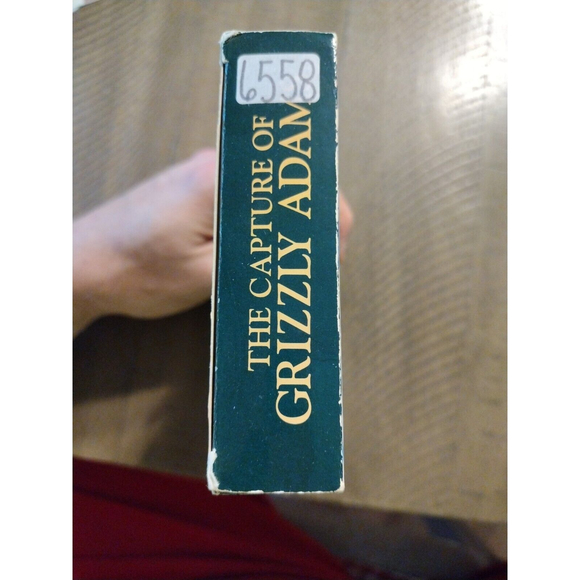 6558
THE CAPTURE OF
GRIZZLY ADAM